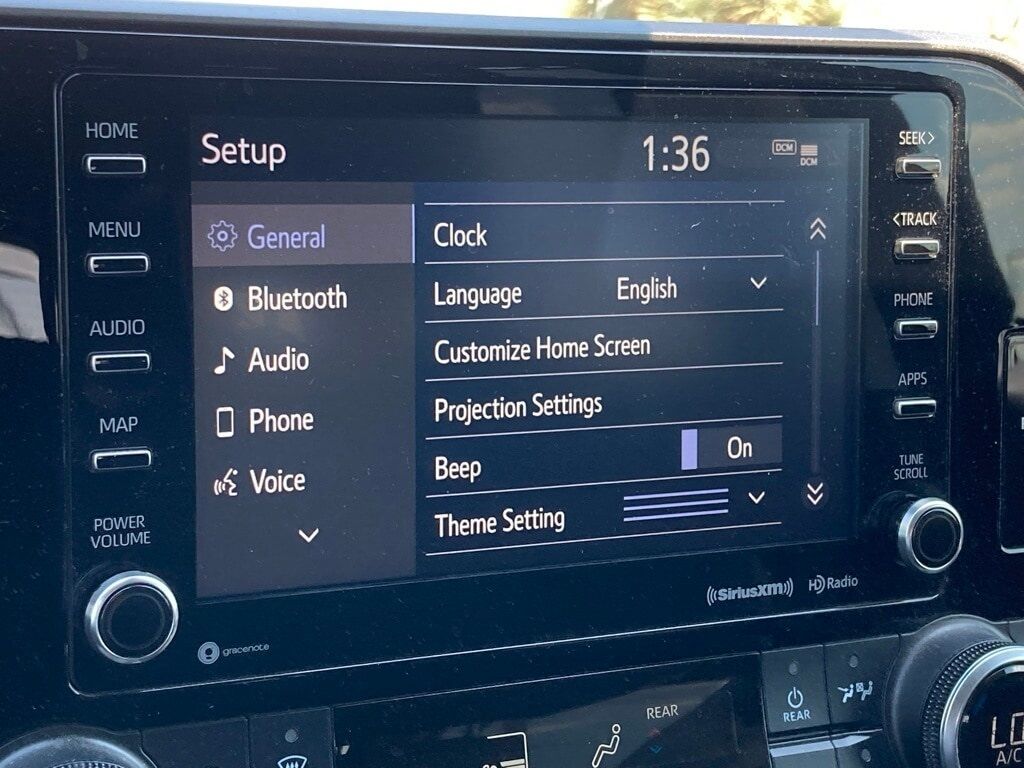 HOME
MENU
AUDIO
MAP
POWER
VOLUME
Setup
1:36
DCM
DCM
General
Bluetooth
Audio
Phone
Voice
Clock
Language English
Customize Home Screen
Projection Settings
Beep On
Theme Setting
SEEK>
<TRACK
PHONE
APPS
TUNE
SCROLL
gracenote
((SiriusXM))
HD Radio
REAR
REAR
LO
A/C